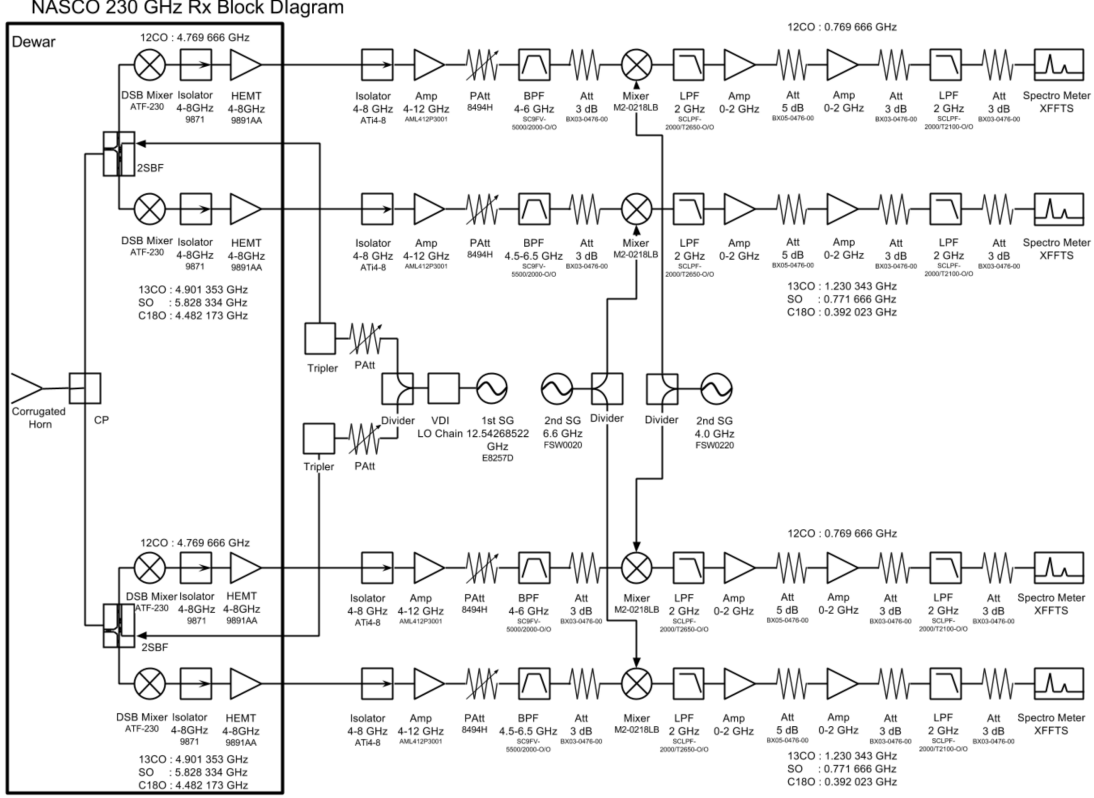 NASCO 230 GHz Rx Block DIagram
Dewar
12CO : 4.769 666 GHz
12CO : 0.769 666 GHz
DSB Mixer Isolator HEMT Isolator Amp PAtt BPF Att Mixer LPF Amp Att Amp Att LPF Att Spectro Meter
ATF-230 4-8GHz 4-8GHz 4-8 GHz 4-12 GHz 8494H 4-6 GHz 3 dB M2-0218LB 2 GHz 0-2 GHz 5 dB 0-2 GHz 3 dB 2 GHz 3 dB XFFTS
9871 9891AA ATi4-8 AML412P3001 SC9FV- BX03-0476-00 SCLPF- BX05-0476-00 BX03-0476-00 SCLPF- BX03-0476-00
5000/2000-O/O 2000/T2650-O/O 2000/T2100-O/O
2SBF
DSB Mixer Isolator HEMT Isolator Amp PAtt BPF Att Mixer LPF Amp Att Amp Att LPF Att Spectro Meter
ATF-230 4-8GHz 4-8GHz 4-8 GHz 4-12 GHz 8494H 4.5-6.5 GHz 3 dB M2-0218LB 2 GHz 0-2 GHz 5 dB 0-2 GHz 3 dB 2 GHz 3 dB XFFTS
9871 9891AA ATi4-8 AML412P3001 SC9FV- BX03-0476-00 SCLPF- BX05-0476-00 BX03-0476-00 SCLPF- BX03-0476-00
5500/2000-O/O 2000/T2650-O/O 2000/T2100-O/O
13CO : 4.901 353 GHz 13CO : 1.230 343 GHz
SO : 5.828 334 GHz SO : 0.771 666 GHz
C18O : 4.482 173 GHz C18O : 0.392 023 GHz
Tripler PAtt
Corrugated
Horn
CP
Divider VDI 1st SG 2nd SG Divider Divider 2nd SG
LO Chain 12.54268522 6.6 GHz 4.0 GHz
GHz FSW0020 FSW0220
E8257D
Tripler PAtt
12CO : 4.769 666 GHz
12CO : 0.769 666 GHz
DSB Mixer Isolator HEMT Isolator Amp PAtt BPF Att Mixer LPF Amp Att Amp Att LPF Att Spectro Meter
ATF-230 4-8GHz 4-8GHz 4-8 GHz 4-12 GHz 8494H 4-6 GHz 3 dB M2-0218LB 2 GHz 0-2 GHz 5 dB 0-2 GHz 3 dB 2 GHz 3 dB XFFTS
9871 9891AA ATi4-8 AML412P3001 SC9FV- BX03-0476-00 SCLPF- BX05-0476-00 BX03-0476-00 SCLPF- BX03-0476-00
5000/2000-O/O 2000/T2650-O/O 2000/T2100-O/O
2SBF
DSB Mixer Isolator HEMT Isolator Amp PAtt BPF Att Mixer LPF Amp Att Amp Att LPF Att Spectro Meter
ATF-230 4-8GHz 4-8GHz 4-8 GHz 4-12 GHz 8494H 4.5-6.5 GHz 3 dB M2-0218LB 2 GHz 0-2 GHz 5 dB 0-2 GHz 3 dB 2 GHz 3 dB XFFTS
9871 9891AA ATi4-8 AML412P3001 SC9FV- BX03-0476-00 SCLPF- BX05-0476-00 BX03-0476-00 SCLPF- BX03-0476-00
5500/2000-O/O 2000/T2650-O/O 2000/T2100-O/O
13CO : 4.901 353 GHz 13CO : 1.230 343 GHz
SO : 5.828 334 GHz SO : 0.771 666 GHz
C18O : 4.482 173 GHz C18O : 0.392 023 GHz